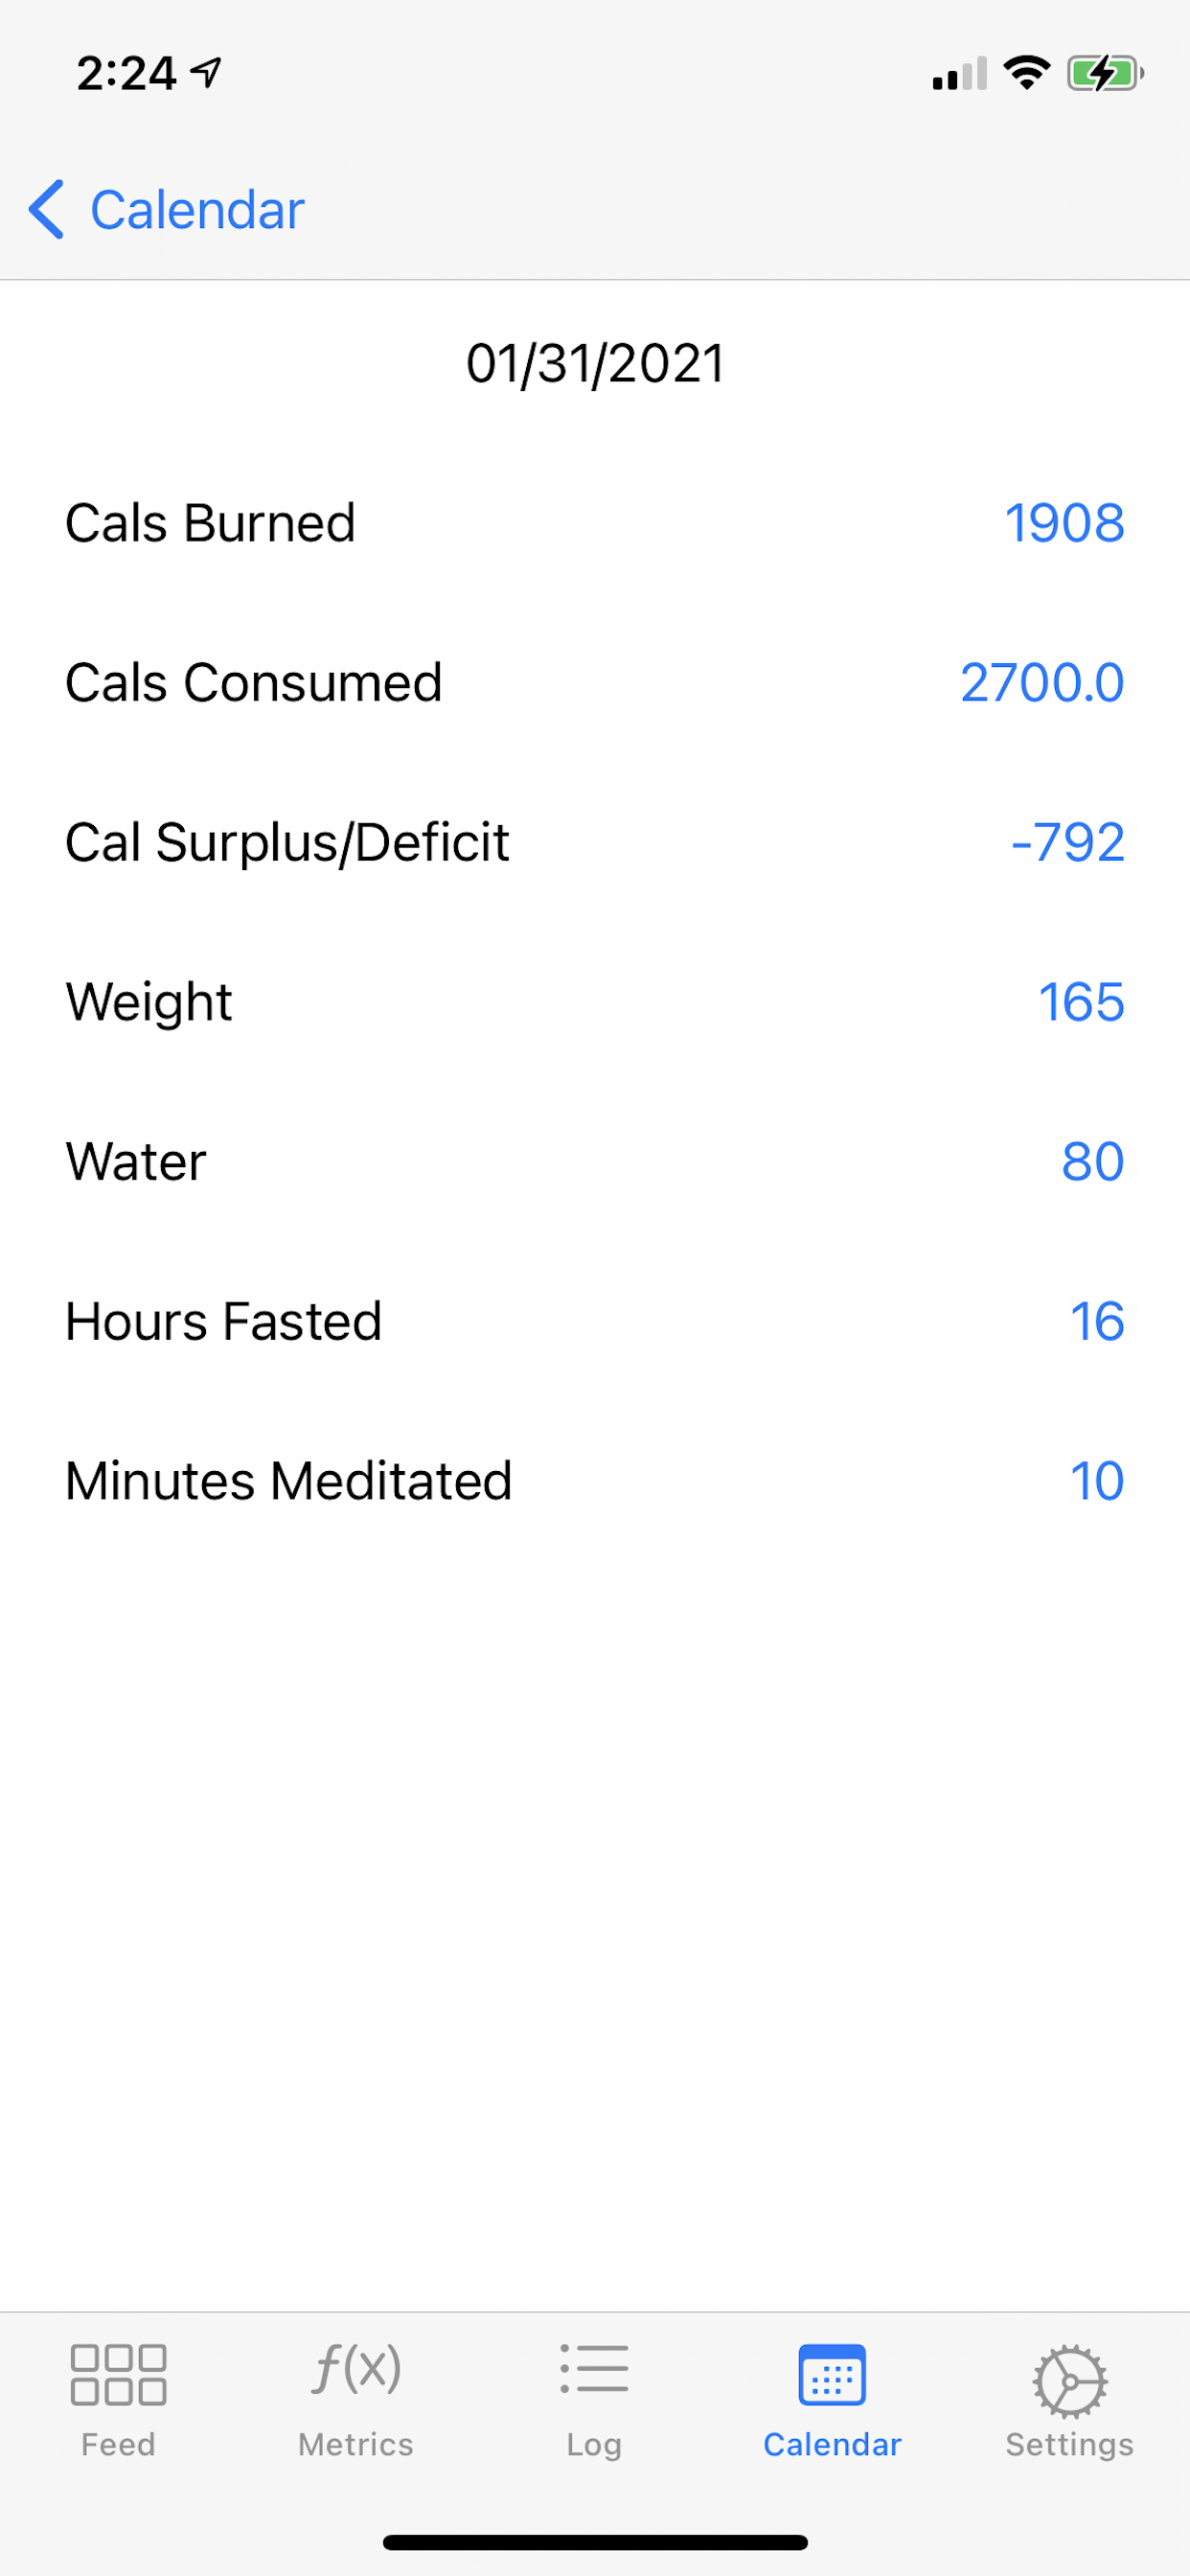 2:24
Calendar
01/31/2021
Cals Burned 1908
Cals Consumed 2700.0
Cal Surplus/Deficit -792
Weight 165
Water 80
Hours Fasted 16
Minutes Meditated 10
f(x)
Feed Metrics Log Calendar Settings